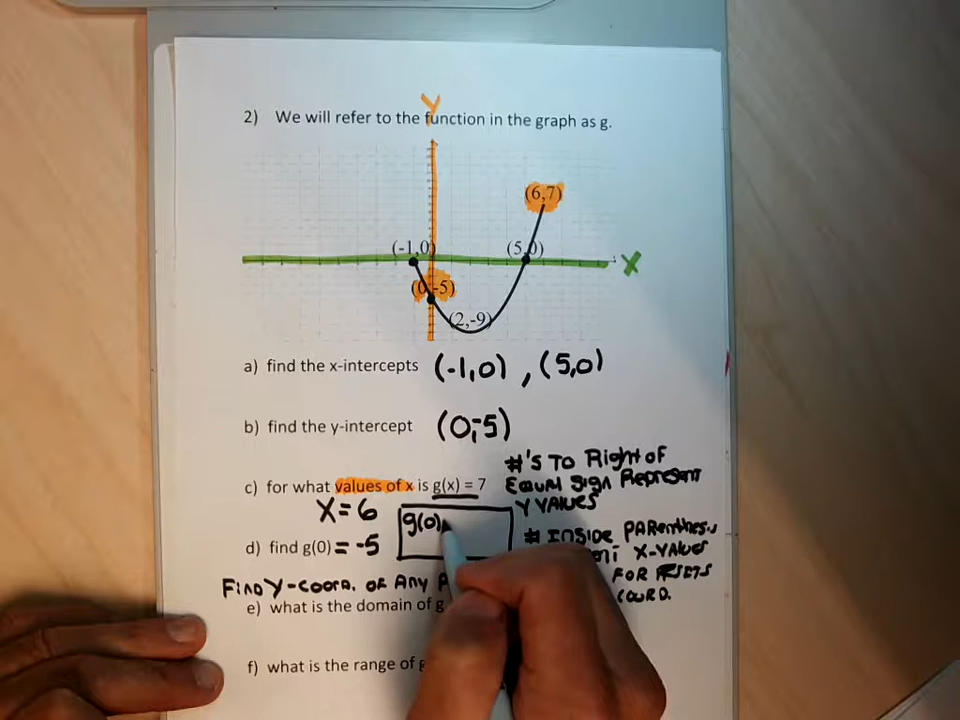 Y
2) We will refer to the function in the graph as g.
(6,7)
(-1,0) (5,0)
X
(0,-5)
(2,-9)
a) find the x-intercepts (-1,0) , (5,0)
b) find the y-intercept (0,-5)
#'s To Right of
c) for what values of x is g(x) = 7 Equal Sign Represent
X=6 Y Values
g(0) # Inside Parenthesis
d) find g(0) = -5 X-Values
Find Y-coord. of Any For
e) what is the domain of g
f) what is the range of g